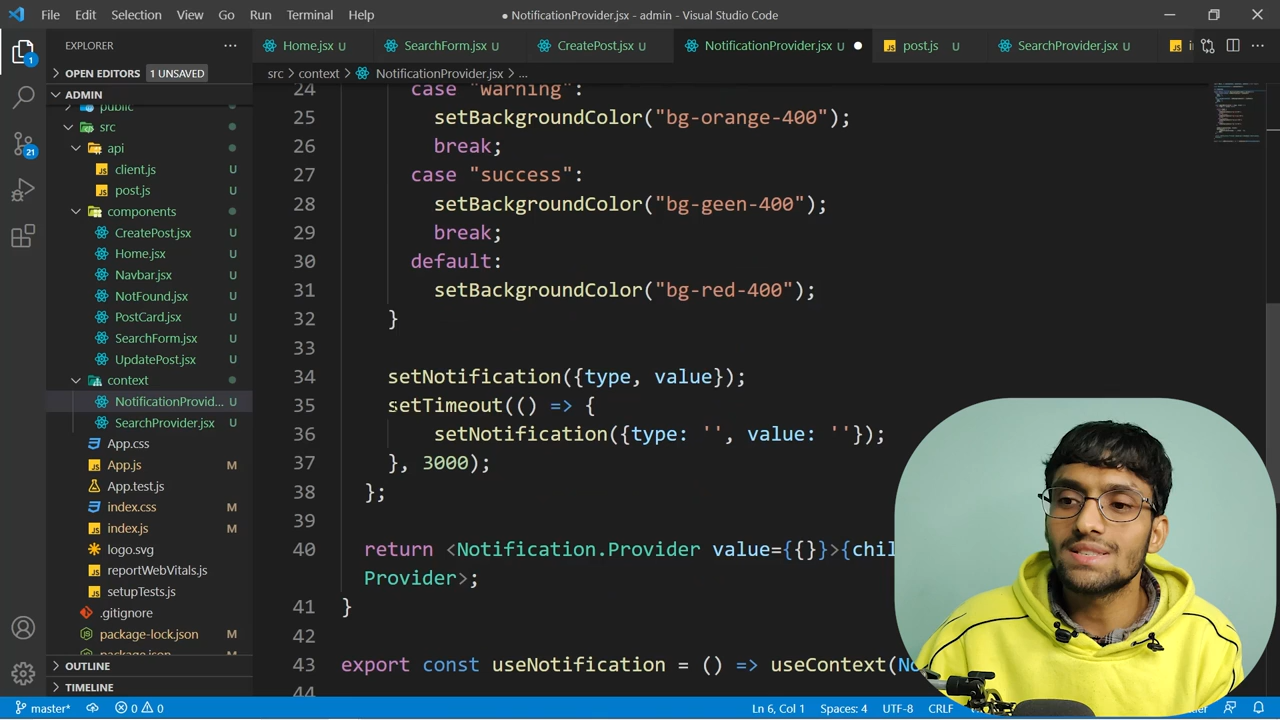 File Edit Selection View Go Run Terminal Help
● NotificationProvider.jsx - admin - Visual Studio Code
EXPLORER
Home.jsx U
SearchForm.jsx U
CreatePost.jsx U
NotificationProvider.jsx U
post.js U
SearchProvider.jsx U
OPEN EDITORS 1 UNSAVED
src > context > NotificationProvider.jsx > ...
ADMIN
public
src
api
client.js U
post.js U
components
CreatePost.jsx U
Home.jsx U
Navbar.jsx U
NotFound.jsx U
PostCard.jsx U
SearchForm.jsx U
UpdatePost.jsx U
context
NotificationProvid... U
SearchProvider.jsx U
App.css
App.js M
App.test.js
index.css M
index.js M
logo.svg
reportWebVitals.js
setupTests.js
.gitignore
package-lock.json M
package.json
OUTLINE
TIMELINE
1
21
24 case "warning":
25 setBackgroundColor("bg-orange-400");
26 break;
27 case "success":
28 setBackgroundColor("bg-geen-400");
29 break;
30 default:
31 setBackgroundColor("bg-red-400");
32 }
33
34 setNotification({type, value});
35 setTimeout(() => {
36 setNotification({type: '', value: ''});
37 }, 3000);
38 };
39
40 return <Notification.Provider value={{}}>{chil
Provider>;
41 }
42
43 export const useNotification = () => useContext(No
44
master* 0 0
Ln 6, Col 1 Spaces: 4 UTF-8 CRLF